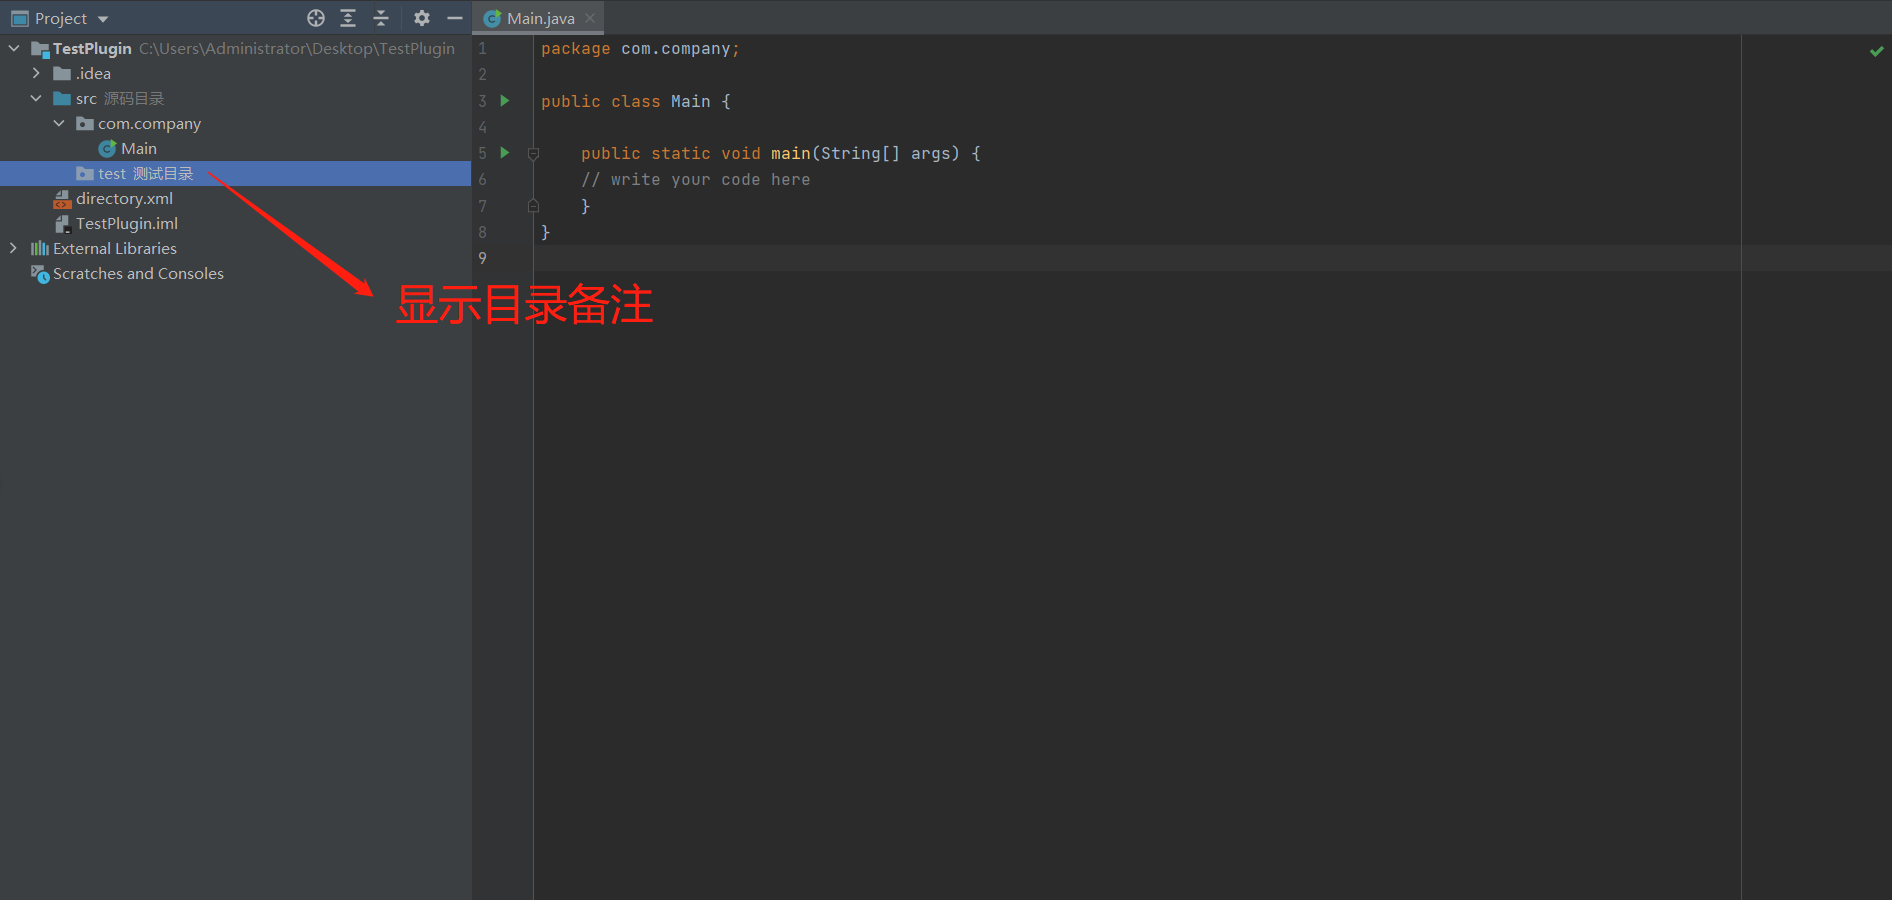 Project
TestPlugin C:\Users\Administrator\Desktop\TestPlugin
.idea
src 源码目录
com.company
Main
test 测试目录
directory.xml
TestPlugin.iml
External Libraries
Scratches and Consoles
Main.java
1 package com.company;
2
3 public class Main {
4
5 public static void main(String[] args) {
6 // write your code here
7 }
8 }
9
显示目录备注